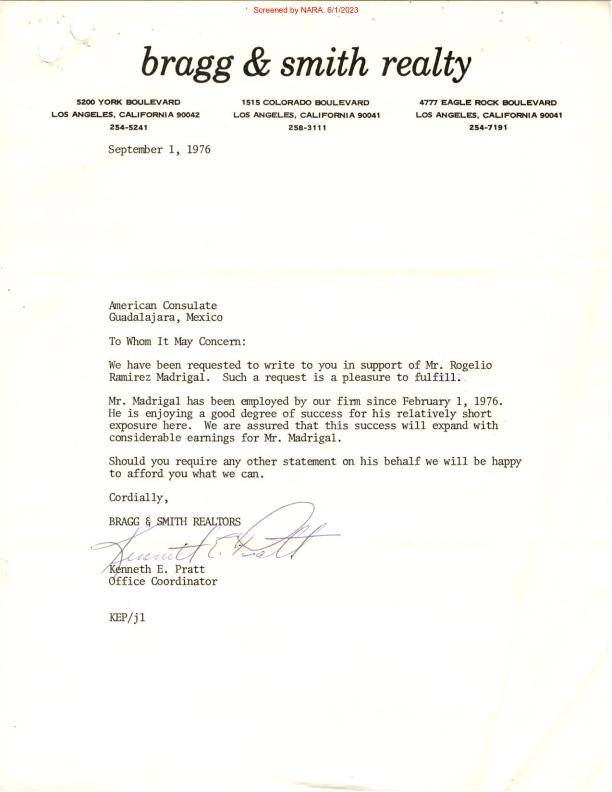 Screened by NARA, 6/1/2023
bragg & smith realty
5200 YORK BOULEVARD
LOS ANGELES, CALIFORNIA 90042
254-5241
1515 COLORADO BOULEVARD
LOS ANGELES, CALIFORNIA 90041
258-3111
4777 EAGLE ROCK BOULEVARD
LOS ANGELES, CALIFORNIA 90041
254-7191
September 1, 1976
American Consulate
Guadalajara, Mexico
To Whom It May Concern:
We have been requested to write to you in support of Mr. Rogelio
Ramirez Madrigal. Such a request is a pleasure to fulfill.
Mr. Madrigal has been employed by our firm since February 1, 1976.
He is enjoying a good degree of success for his relatively short
exposure here. We are assured that this success will expand with
considerable earnings for Mr. Madrigal.
Should you require any other statement on his behalf we will be happy
to afford you what we can.
Cordially,
BRAGG & SMITH REALTORS
Kenneth E. Pratt
Kenneth E. Pratt
Office Coordinator
KEP/jl